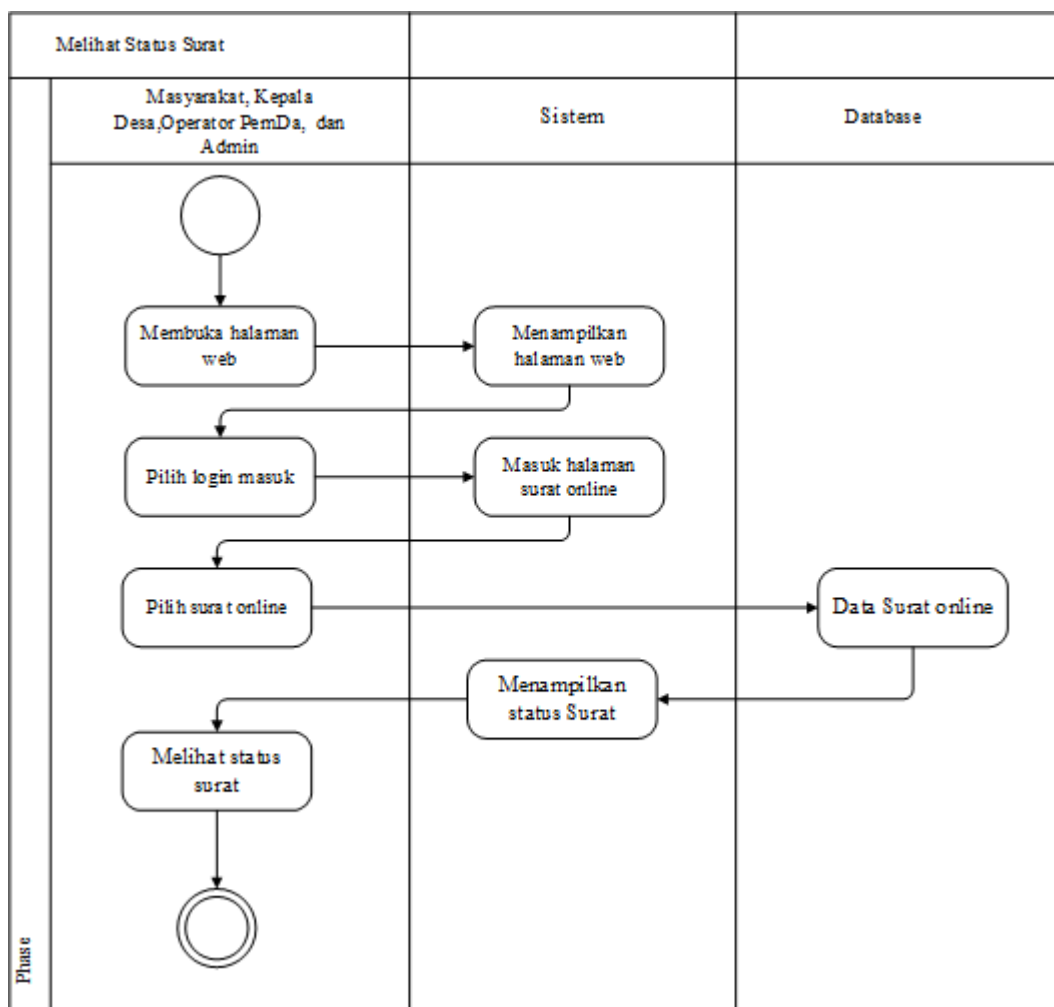 Melihat Status Surat
Masyarakat, Kepala
Desa,Operator PemDa, dan
Admin
Sistem
Database
Membuka halaman
web
Menampilkan
halaman web
Pilih login masuk
Masuk halaman
surat online
Pilih surat online
Data Surat online
Menampilkan
status Surat
Melihat status
surat
Phase